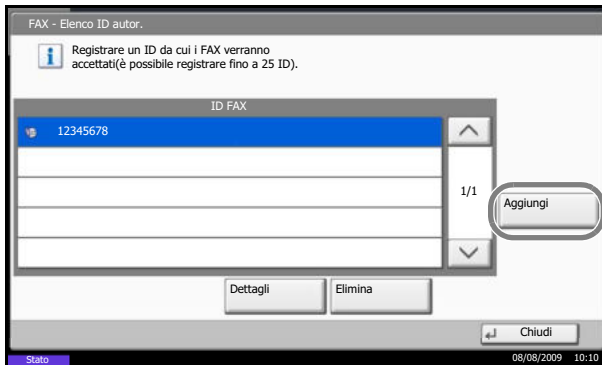 FAX - Elenco ID autor.
Registrare un ID da cui i FAX verranno
accettati(è possibile registrare fino a 25 ID).
ID FAX
12345678
1/1
Aggiungi
Dettagli Elimina
Chiudi
Stato 08/08/2009 10:10